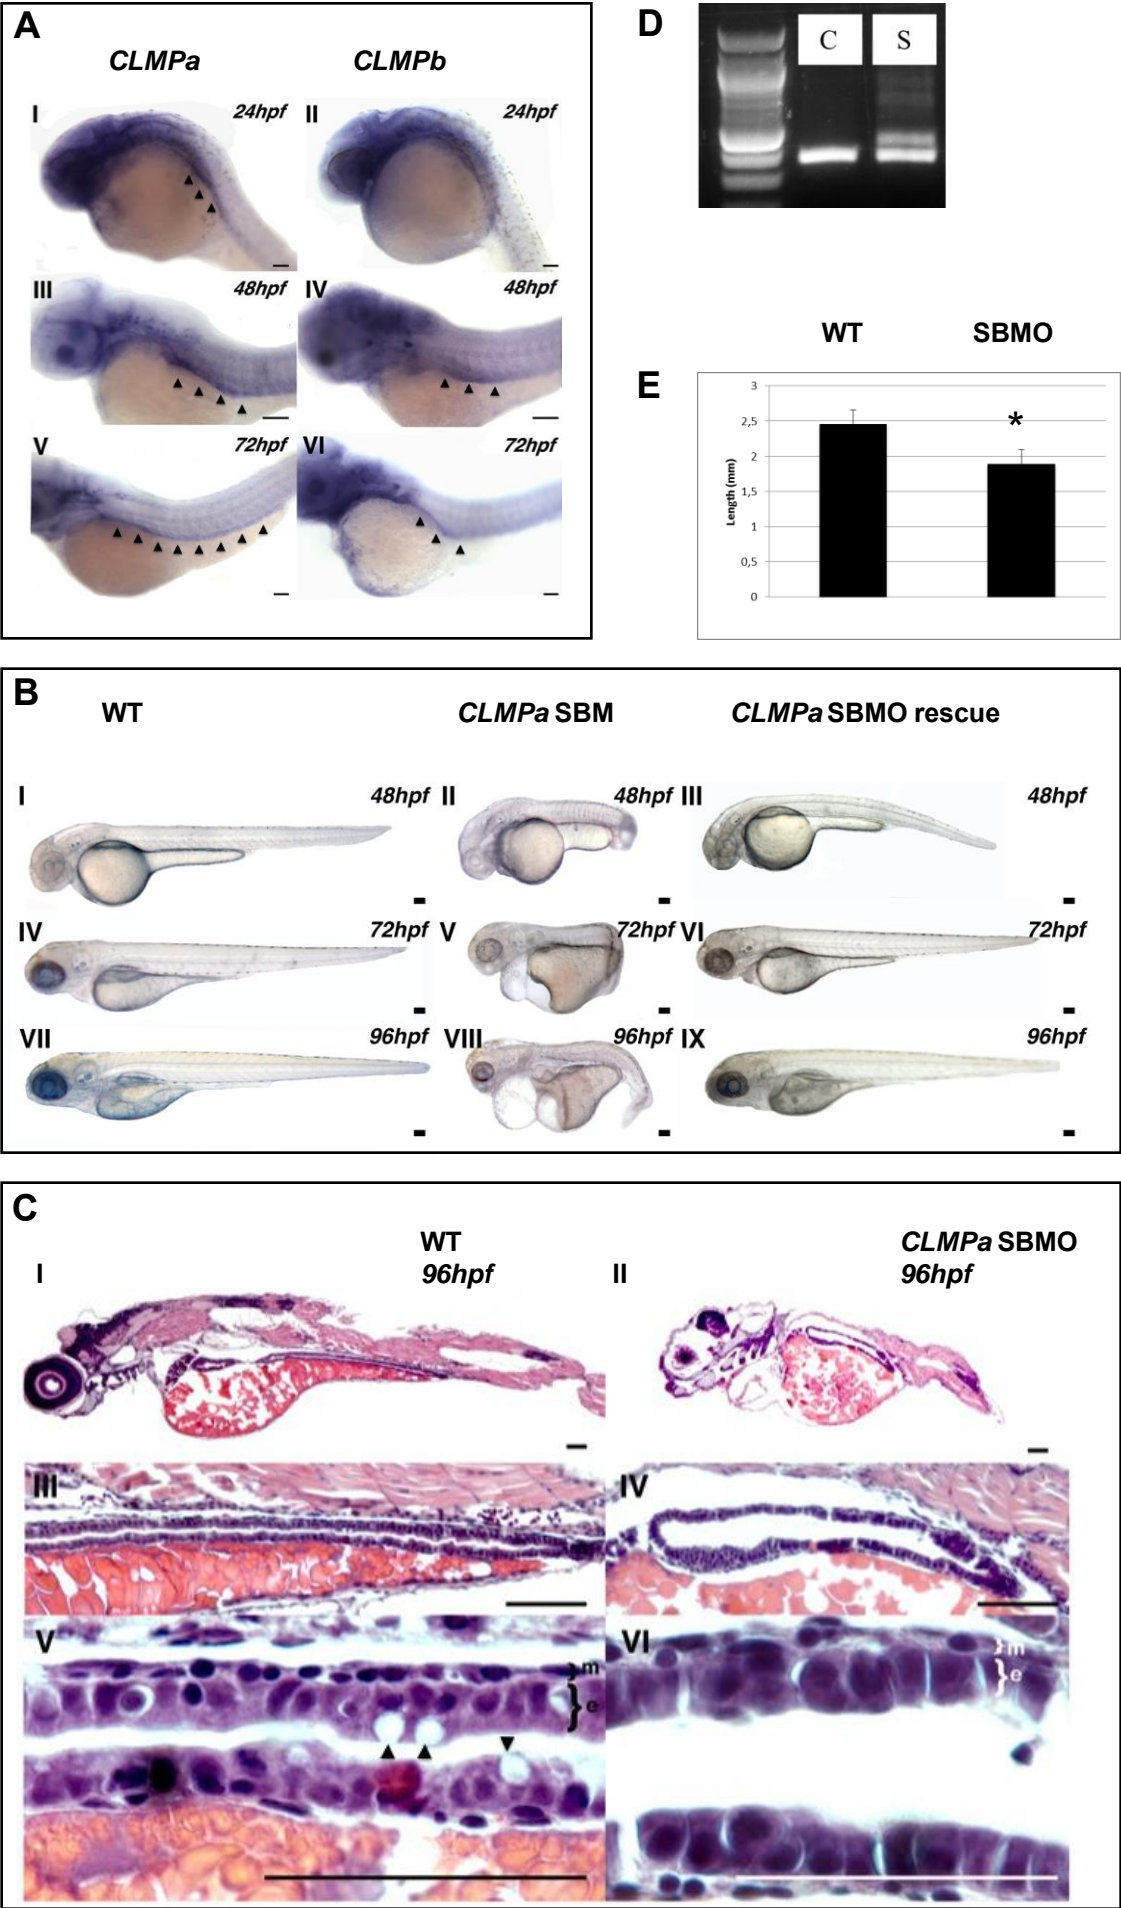 A
CLMPa
CLMPb
I
24hpf
II
24hpf
III
48hpf
IV
48hpf
V
72hpf
VI
72hpf
D
C
S
WT
SBMO
E
3
2,5
2
1,5
1
0,5
0
Length (mm)
*
B
WT
CLMPa SBM
CLMPa SBMO rescue
I
48hpf
II
48hpf
III
48hpf
IV
72hpf
V
72hpf
VI
72hpf
VII
96hpf
VIII
96hpf
IX
96hpf
C
WT
96hpf
CLMPa SBMO
96hpf
I
II
III
IV
V
}m
}e
VI
}m
}e